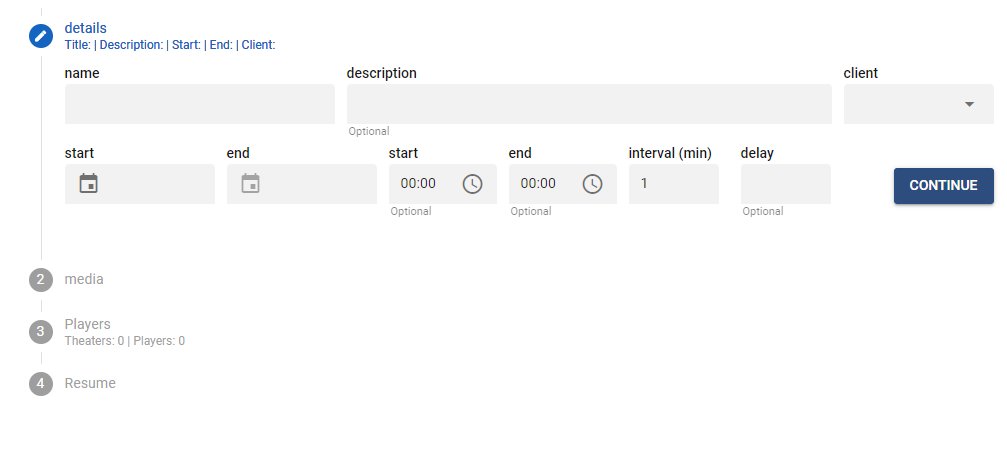 details
Title: | Description: | Start: | End: | Client:
name description client
Optional
start end start end interval (min) delay
00:00 00:00 1 CONTINUE
Optional Optional Optional
2 media
3 Players
Theaters: 0 | Players: 0
4 Resume